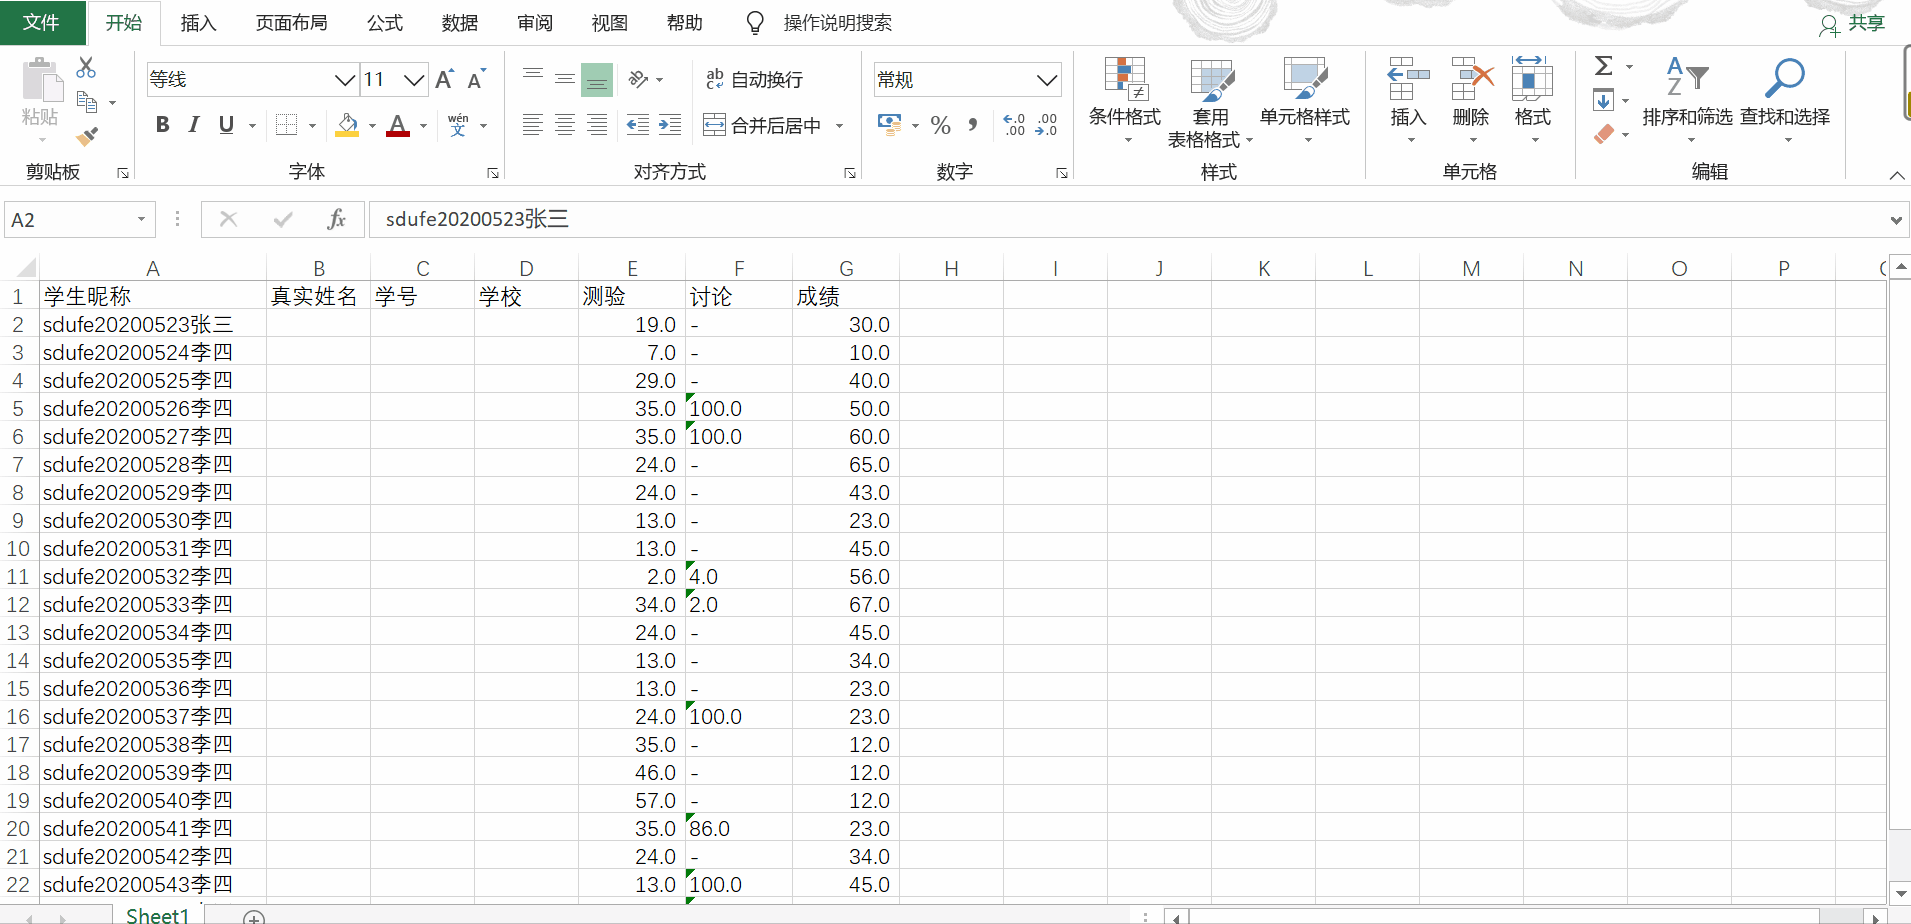 文件 开始 插入 页面布局 公式 数据 审阅 视图 帮助 操作说明搜索 共享
粘贴 等线 11 A A ab 自动换行 常规 条件格式 套用 表格格式 单元格样式 插入 删除 格式 Σ A Z 排序和筛选 查找和选择
B I U A wén 文 合并后居中 % , .0 .00 .00 .0
剪贴板 字体 对齐方式 数字 样式 单元格 编辑
A2 fx sdufe20200523张三
A B C D E F G H I J K L M N O P
1 学生昵称 真实姓名 学号 学校 测验 讨论 成绩
2 sdufe20200523张三 19.0 - 30.0
3 sdufe20200524李四 7.0 - 10.0
4 sdufe20200525李四 29.0 - 40.0
5 sdufe20200526李四 35.0 100.0 50.0
6 sdufe20200527李四 35.0 100.0 60.0
7 sdufe20200528李四 24.0 - 65.0
8 sdufe20200529李四 24.0 - 43.0
9 sdufe20200530李四 13.0 - 23.0
10 sdufe20200531李四 13.0 - 45.0
11 sdufe20200532李四 2.0 4.0 56.0
12 sdufe20200533李四 34.0 2.0 67.0
13 sdufe20200534李四 24.0 - 45.0
14 sdufe20200535李四 13.0 - 34.0
15 sdufe20200536李四 13.0 - 23.0
16 sdufe20200537李四 24.0 100.0 23.0
17 sdufe20200538李四 35.0 - 12.0
18 sdufe20200539李四 46.0 - 12.0
19 sdufe20200540李四 57.0 - 12.0
20 sdufe20200541李四 35.0 86.0 23.0
21 sdufe20200542李四 24.0 - 34.0
22 sdufe20200543李四 13.0 100.0 45.0
Sheet1